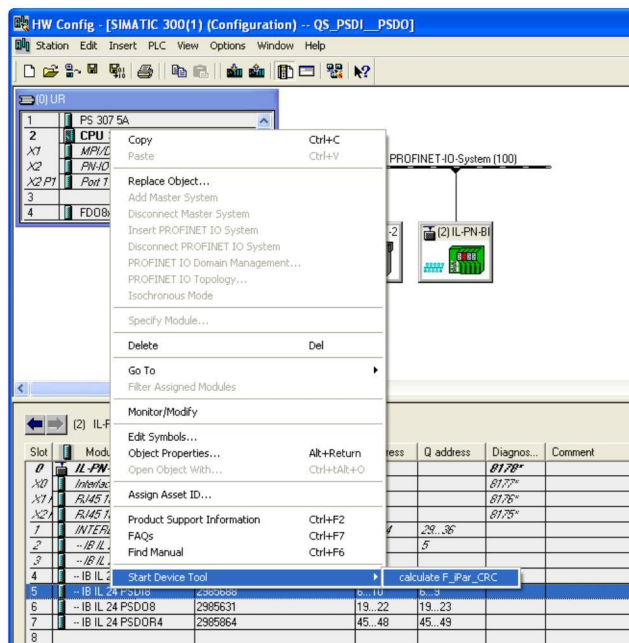 HW Config - [SIMATIC 300(1) (Configuration) -- QS_PSDI__PSDO]
Station Edit Insert PLC View Options Window Help
(0) UR
1 PS 307 5A
2 CPU
X1 MPI/D
X2 PN-IO
X2 P1 Port 1
3
4 FDO8x
Copy Ctrl+C
Paste Ctrl+V
Replace Object...
Add Master System
Disconnect Master System
Insert PROFINET IO System
Disconnect PROFINET IO System
PROFINET IO Domain Management...
PROFINET IO Topology...
Isochronous Mode
Specify Module...
Delete Del
Go To
Filter Assigned Modules
Monitor/Modify
Edit Symbols...
Object Properties... Alt+Return
Open Object With... Ctrl+tAlt+O
Assign Asset ID...
Product Support Information Ctrl+F2
FAQs Ctrl+F7
Find Manual Ctrl+F6
Start Device Tool
calculate F_iPar_CRC
PROFINET-IO-System (100)
-2
(2) IL-PN-BI
(2) IL-P
Slot Modu ress Q address Diagnos... Comment
0 IL-PN- 8178*
X0 Interfac 8177*
X1 RJ45 1 8176*
X2 RJ45 1 8175*
1 INTERB 4 29...36
2 -- IB IL 5
3 -- IB IL
4 -- IB IL 2
5 -- IB IL 24 PSDI8 2985688 6...10 6...9
6 -- IB IL 24 PSDO8 2985631 19...22 19...23
7 -- IB IL 24 PSDOR4 2985864 45...48 45...49
8